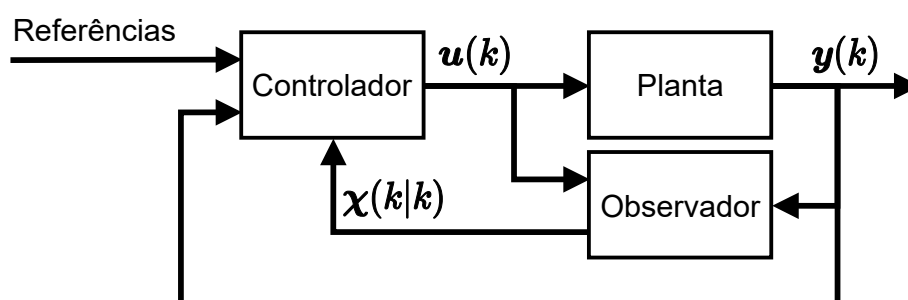 Referências
Controlador
u(k)
Planta
y(k)
χ(k|k)
Observador